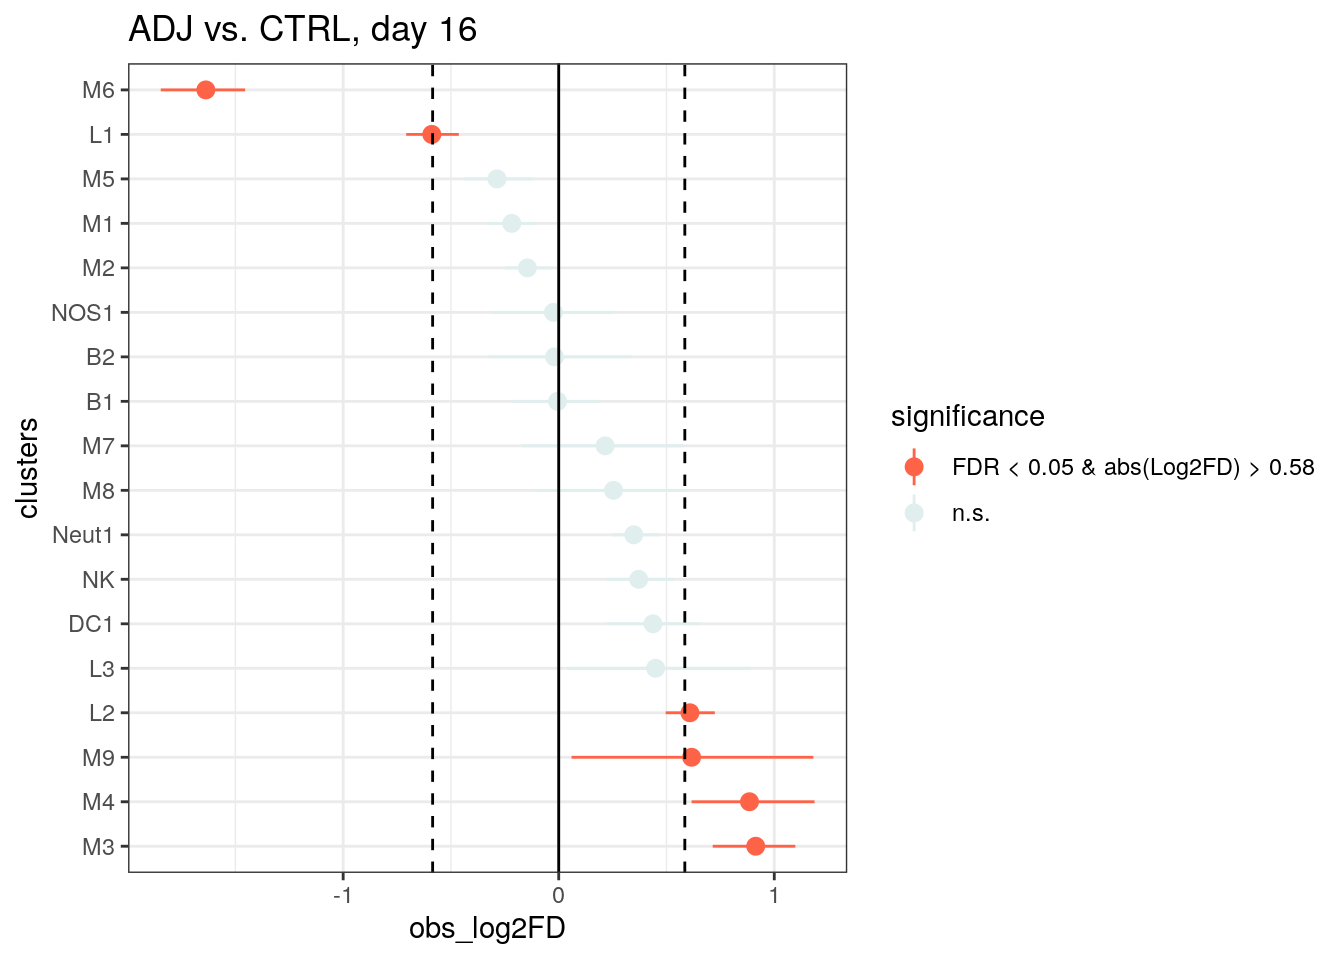 ADJ vs. CTRL, day 16
clusters
M6
L1
M5
M1
M2
NOS1
B2
B1
M7
M8
Neut1
NK
DC1
L3
L2
M9
M4
M3
-1
0
1
obs_log2FD
significance
FDR < 0.05 & abs(Log2FD) > 0.58
n.s.